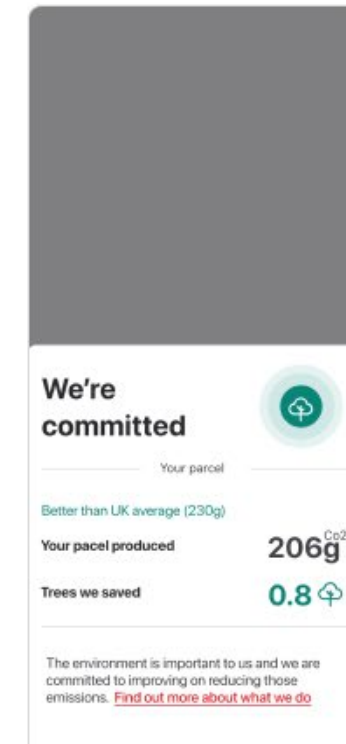 We're
committed
Your parcel
Better than UK average (230g)
Your pacel produced
206g Co2
Trees we saved
0.8
The environment is important to us and we are
committed to improving on reducing those
emissions. Find out more about what we do